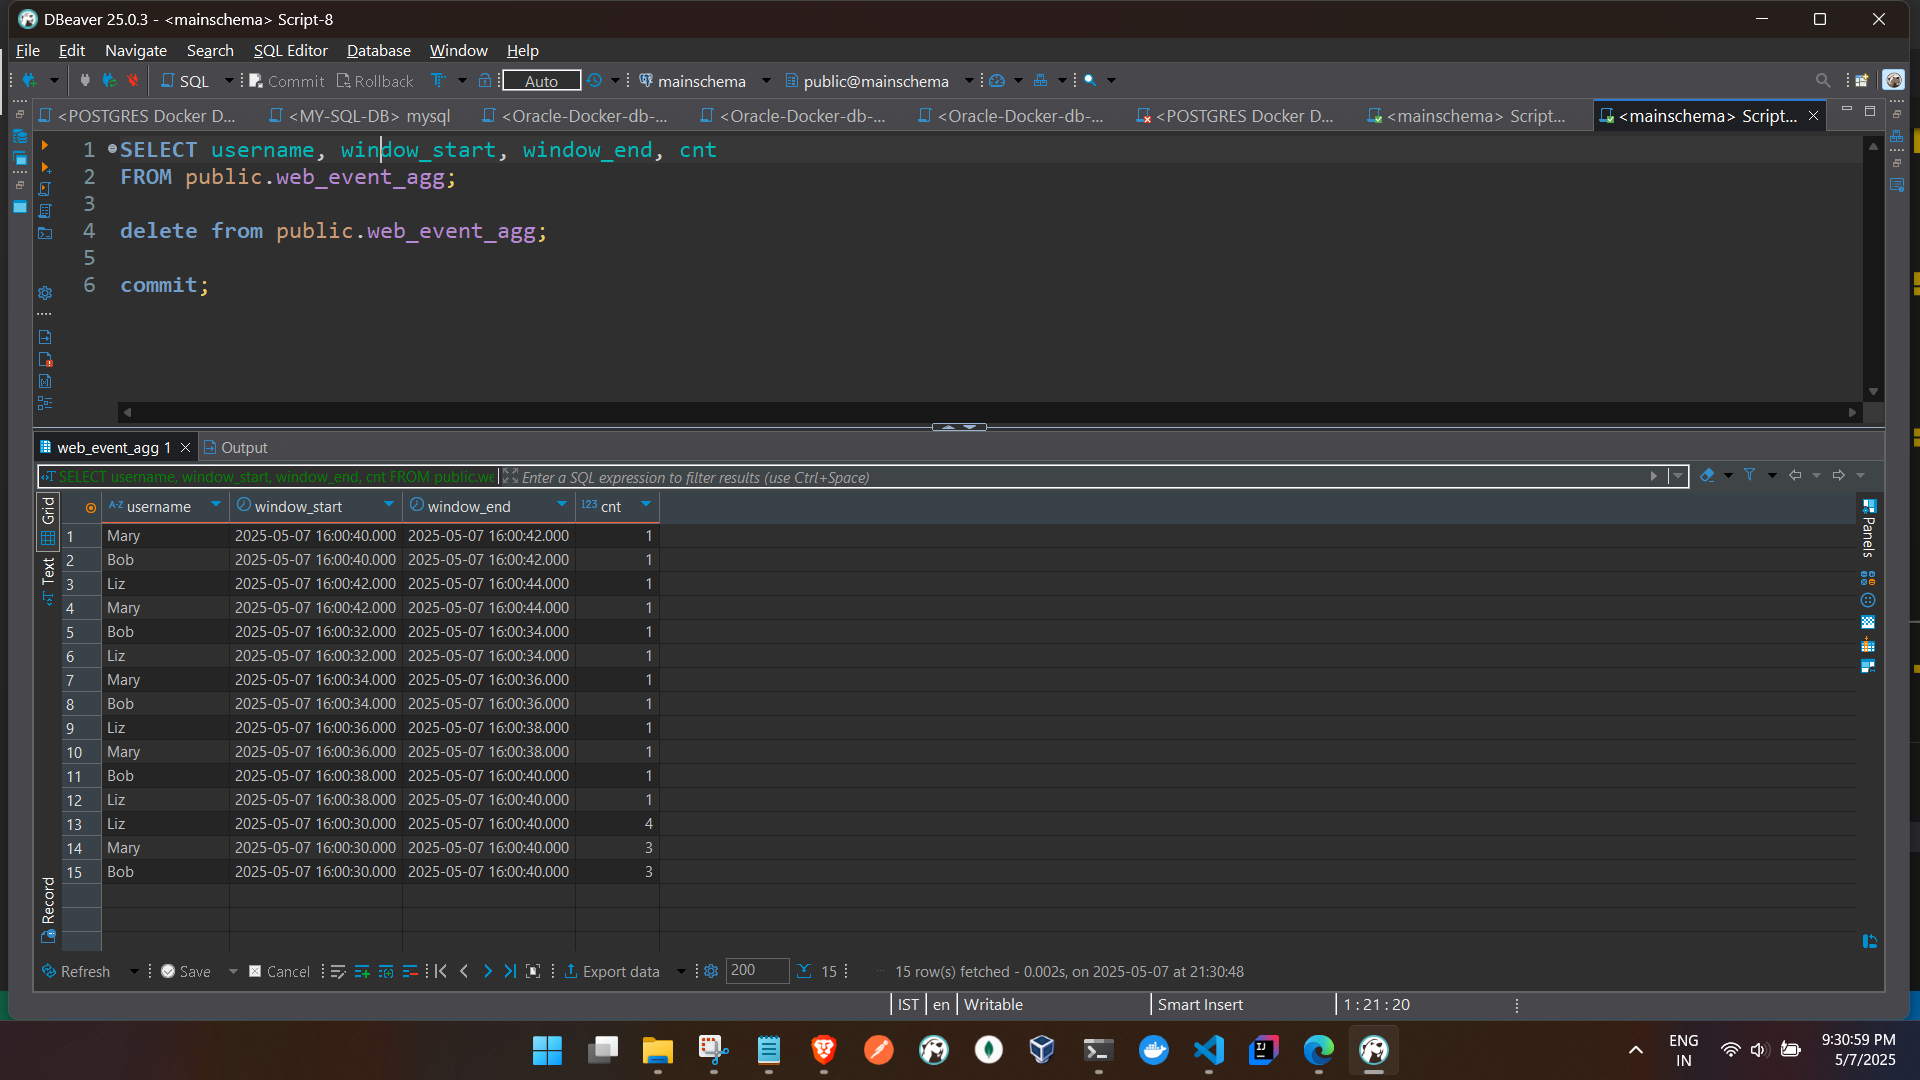 DBeaver 25.0.3 - <mainschema> Script-8
File Edit Navigate Search SQL Editor Database Window Help
SQL Commit Rollback Auto mainschema public@mainschema
<POSTGRES Docker D... <MY-SQL-DB> mysql <Oracle-Docker-db-... <Oracle-Docker-db-... <Oracle-Docker-db-... <POSTGRES Docker D... <mainschema> Script... <mainschema> Script...
1 SELECT username, window_start, window_end, cnt
2 FROM public.web_event_agg;
3
4 delete from public.web_event_agg;
5
6 commit;
web_event_agg 1 Output
SELECT username, window_start, window_end, cnt FROM public.we Enter a SQL expression to filter results (use Ctrl+Space)
Grid
Text
Record
Panels
A-Z username window_start window_end 123 cnt
1 Mary 2025-05-07 16:00:40.000 2025-05-07 16:00:42.000 1
2 Bob 2025-05-07 16:00:40.000 2025-05-07 16:00:42.000 1
3 Liz 2025-05-07 16:00:42.000 2025-05-07 16:00:44.000 1
4 Mary 2025-05-07 16:00:42.000 2025-05-07 16:00:44.000 1
5 Bob 2025-05-07 16:00:32.000 2025-05-07 16:00:34.000 1
6 Liz 2025-05-07 16:00:32.000 2025-05-07 16:00:34.000 1
7 Mary 2025-05-07 16:00:34.000 2025-05-07 16:00:36.000 1
8 Bob 2025-05-07 16:00:34.000 2025-05-07 16:00:36.000 1
9 Liz 2025-05-07 16:00:36.000 2025-05-07 16:00:38.000 1
10 Mary 2025-05-07 16:00:36.000 2025-05-07 16:00:38.000 1
11 Bob 2025-05-07 16:00:38.000 2025-05-07 16:00:40.000 1
12 Liz 2025-05-07 16:00:38.000 2025-05-07 16:00:40.000 1
13 Liz 2025-05-07 16:00:30.000 2025-05-07 16:00:40.000 4
14 Mary 2025-05-07 16:00:30.000 2025-05-07 16:00:40.000 3
15 Bob 2025-05-07 16:00:30.000 2025-05-07 16:00:40.000 3
Refresh Save Cancel Export data 200 15 15 row(s) fetched - 0.002s, on 2025-05-07 at 21:30:48
IST en Writable Smart Insert 1 : 21 : 20
ENG 9:30:59 PM
IN 5/7/2025